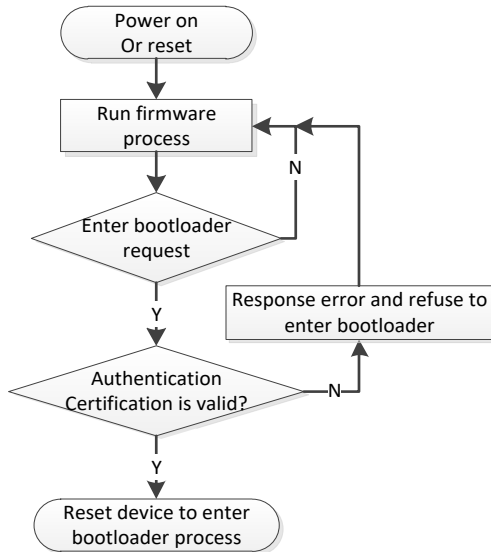 Power on
Or reset
Run firmware
process
N
Enter bootloader
request
Y
Response error and refuse to
enter bootloader
Authentication
Certification is valid?
N
Y
Reset device to enter
bootloader process